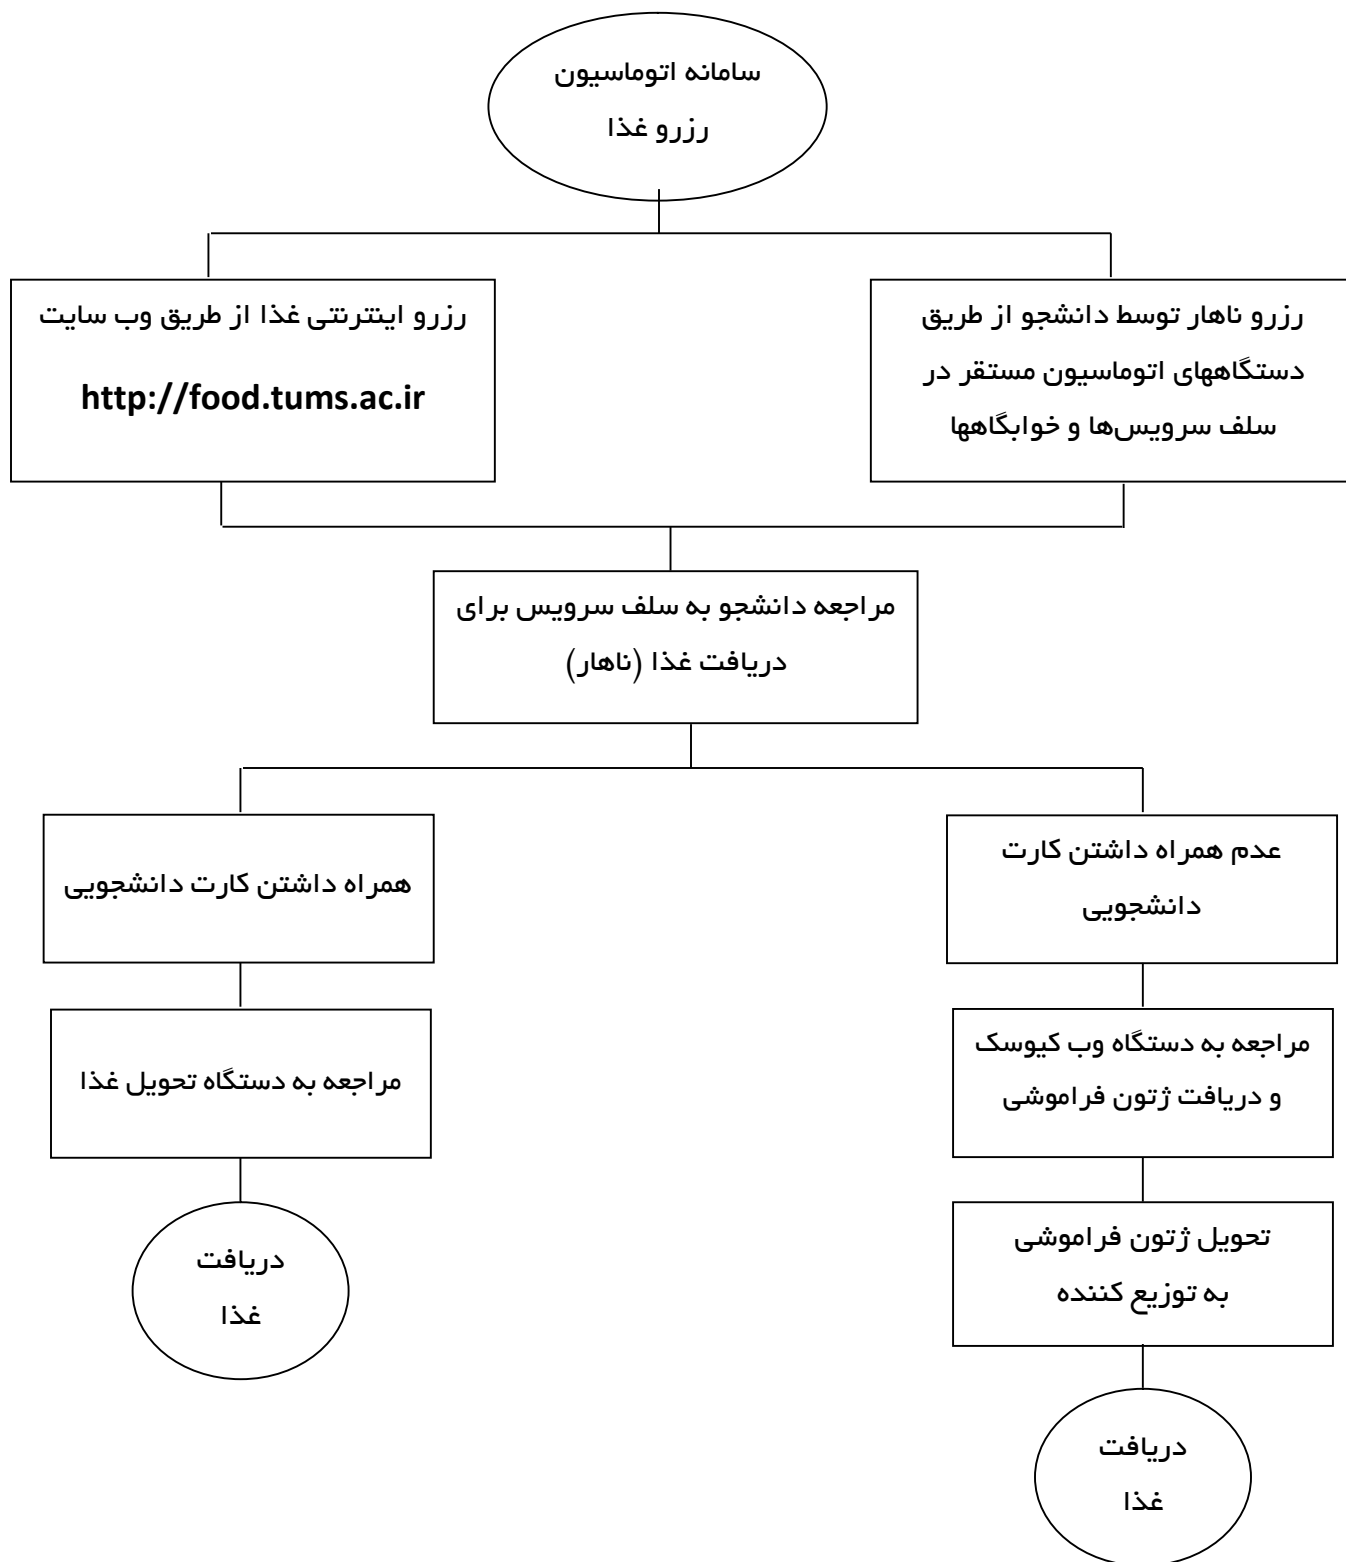 سامانه اتوماسیون
رزرو غذا
رزرو ناهار توسط دانشجو از طریق
دستگاههای اتوماسیون مستقر در
سلف سرویس‌ها و خوابگاهها
رزرو اینترنتی غذا از طریق وب سایت
http://food.tums.ac.ir
مراجعه دانشجو به سلف سرویس برای
دریافت غذا (ناهار)
عدم همراه داشتن کارت
دانشجویی
همراه داشتن کارت دانشجویی
مراجعه به دستگاه وب کیوسک
و دریافت ژتون فراموشی
مراجعه به دستگاه تحویل غذا
تحویل ژتون فراموشی
به توزیع کننده
دریافت
غذا
دریافت
غذا